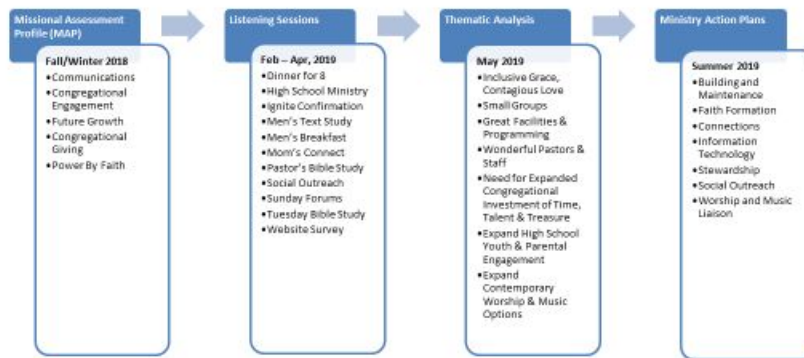 Missional Assessment
Profile (MAP)
Fall/Winter 2018
•Communications
•Congregational
Engagement
•Future Growth
•Congregational
Giving
•Power By Faith
Listening Sessions
Feb – Apr, 2019
•Dinner for 8
•High School Ministry
•Ignite Confirmation
•Men's Text Study
•Men's Breakfast
•Mom's Connect
•Pastor's Bible Study
•Social Outreach
•Sunday Forums
•Tuesday Bible Study
•Website Survey
Thematic Analysis
May 2019
•Inclusive Grace,
Contagious Love
•Small Groups
•Great Facilities &
Programming
•Wonderful Pastors &
Staff
•Need for Expanded
Congregational
Investment of Time,
Talent & Treasure
•Expand High School
Youth & Parental
Engagement
•Expand
Contemporary
Worship & Music
Options
Ministry Action Plans
Summer 2019
•Building and
Maintenance
•Faith Formation
•Connections
•Information
Technology
•Stewardship
•Social Outreach
•Worship and Music
Liaison